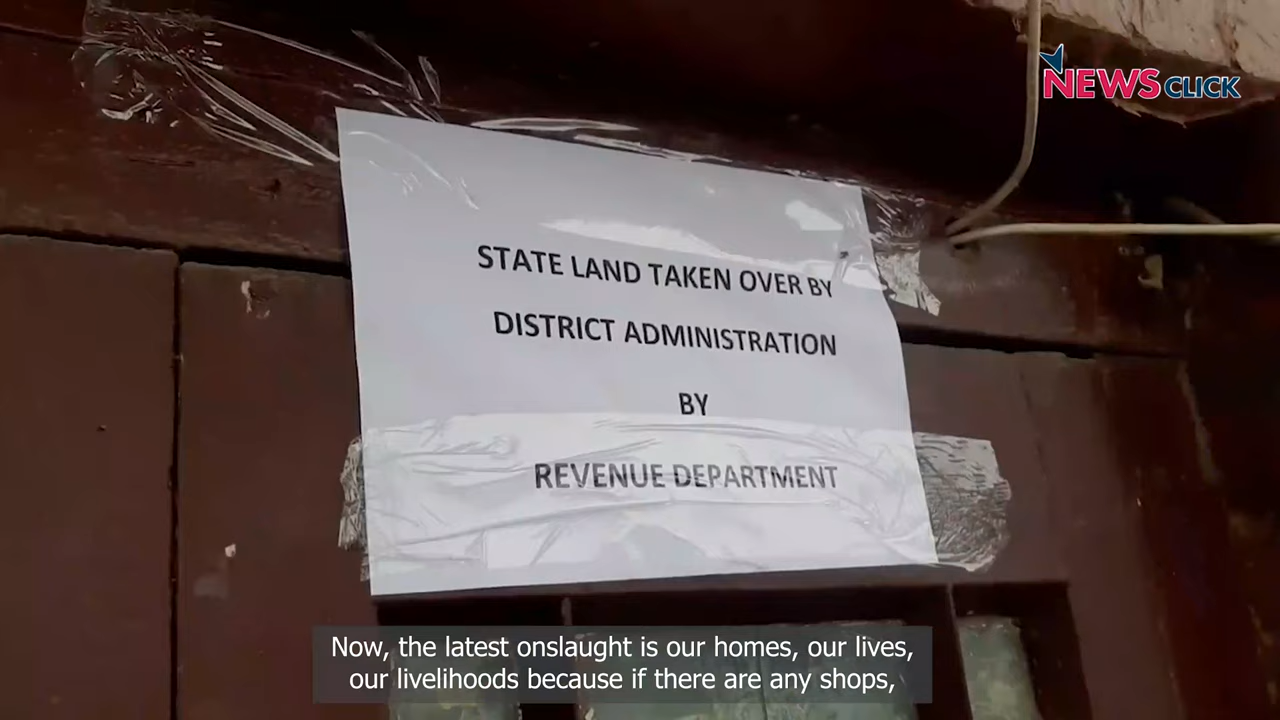 NEWSCLICK
STATE LAND TAKEN OVER BY
DISTRICT ADMINISTRATION
BY
REVENUE DEPARTMENT
Now, the latest onslaught is our homes, our lives,
our livelihoods because if there are any shops,